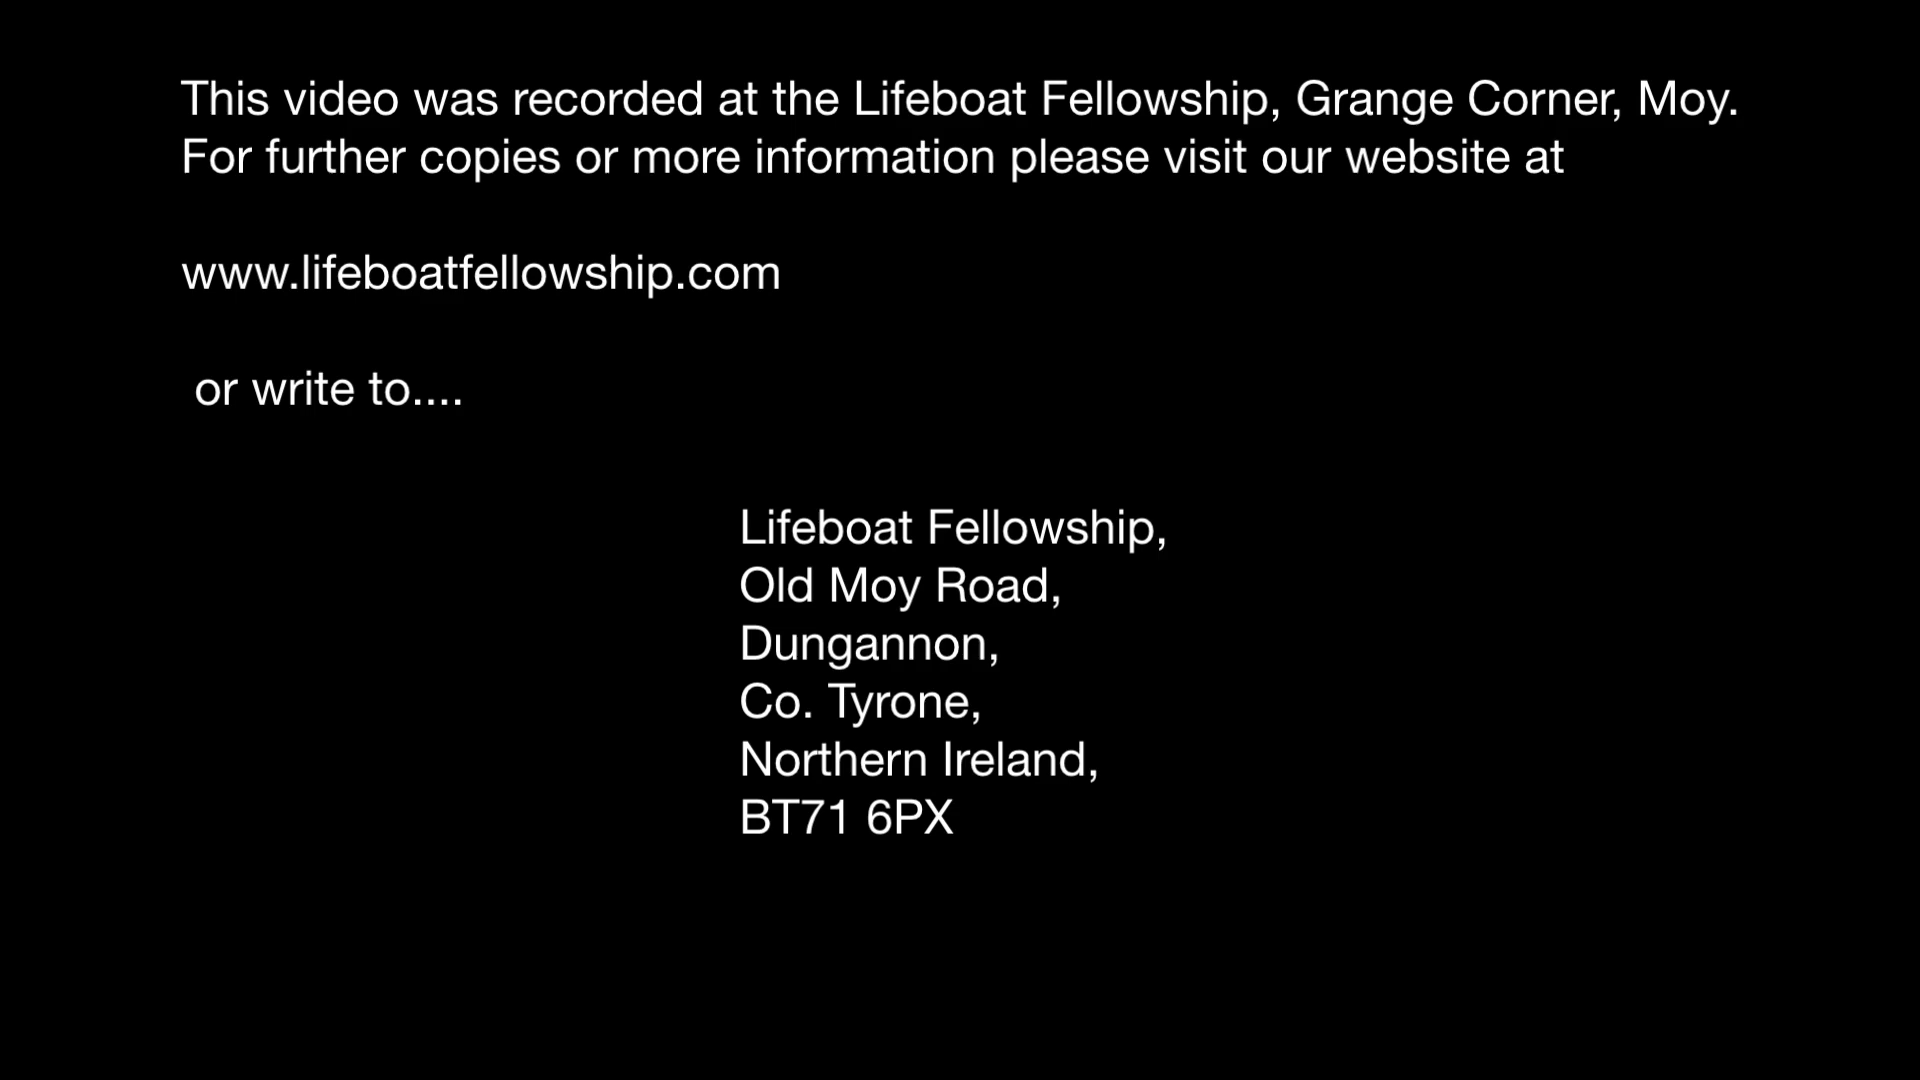 This video was recorded at the Lifeboat Fellowship, Grange Corner, Moy.
For further copies or more information please visit our website at
www.lifeboatfellowship.com
or write to....
Lifeboat Fellowship,
Old Moy Road,
Dungannon,
Co. Tyrone,
Northern Ireland,
BT71 6PX